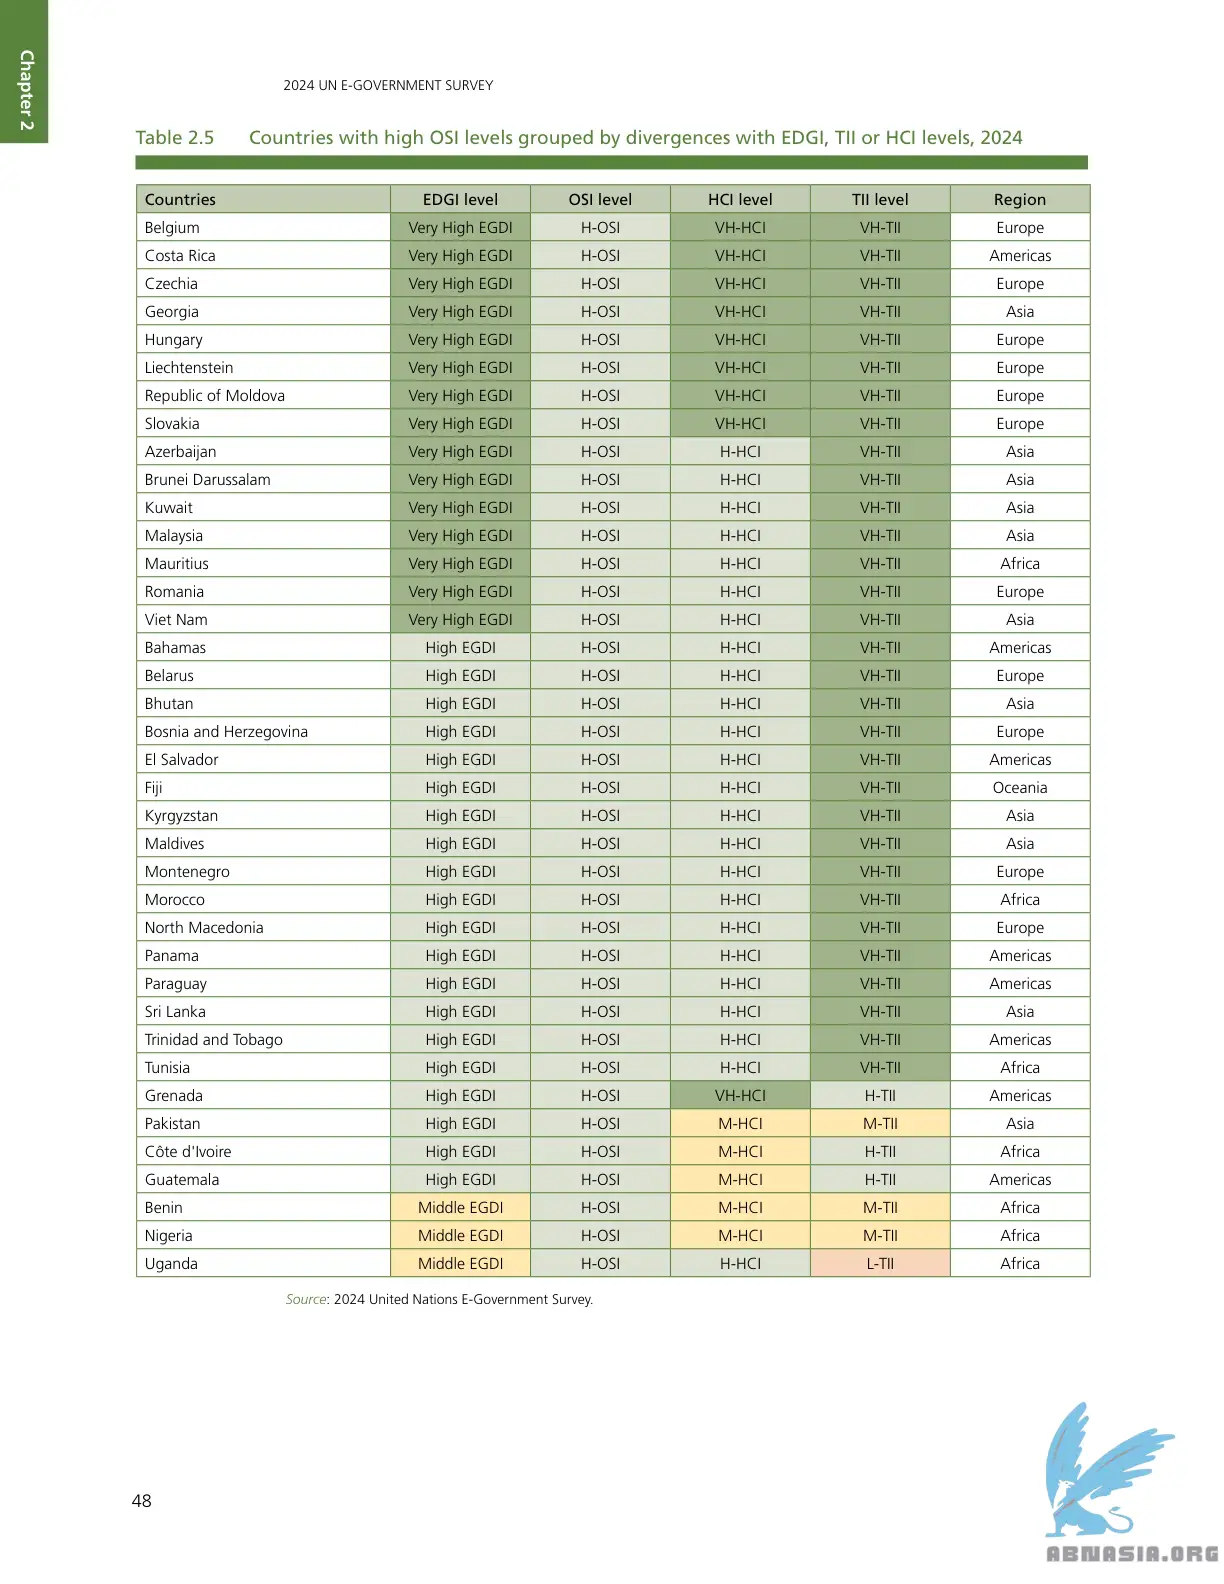 Chapter 2
2024 UN E-GOVERNMENT SURVEY
Table 2.5 Countries with high OSI levels grouped by divergences with EDGI, TII or HCI levels, 2024
Countries EDGI level OSI level HCI level TII level Region
Belgium Very High EGDI H-OSI VH-HCI VH-TII Europe
Costa Rica Very High EGDI H-OSI VH-HCI VH-TII Americas
Czechia Very High EGDI H-OSI VH-HCI VH-TII Europe
Georgia Very High EGDI H-OSI VH-HCI VH-TII Asia
Hungary Very High EGDI H-OSI VH-HCI VH-TII Europe
Liechtenstein Very High EGDI H-OSI VH-HCI VH-TII Europe
Republic of Moldova Very High EGDI H-OSI VH-HCI VH-TII Europe
Slovakia Very High EGDI H-OSI VH-HCI VH-TII Europe
Azerbaijan Very High EGDI H-OSI H-HCI VH-TII Asia
Brunei Darussalam Very High EGDI H-OSI H-HCI VH-TII Asia
Kuwait Very High EGDI H-OSI H-HCI VH-TII Asia
Malaysia Very High EGDI H-OSI H-HCI VH-TII Asia
Mauritius Very High EGDI H-OSI H-HCI VH-TII Africa
Romania Very High EGDI H-OSI H-HCI VH-TII Europe
Viet Nam Very High EGDI H-OSI H-HCI VH-TII Asia
Bahamas High EGDI H-OSI H-HCI VH-TII Americas
Belarus High EGDI H-OSI H-HCI VH-TII Europe
Bhutan High EGDI H-OSI H-HCI VH-TII Asia
Bosnia and Herzegovina High EGDI H-OSI H-HCI VH-TII Europe
El Salvador High EGDI H-OSI H-HCI VH-TII Americas
Fiji High EGDI H-OSI H-HCI VH-TII Oceania
Kyrgyzstan High EGDI H-OSI H-HCI VH-TII Asia
Maldives High EGDI H-OSI H-HCI VH-TII Asia
Montenegro High EGDI H-OSI H-HCI VH-TII Europe
Morocco High EGDI H-OSI H-HCI VH-TII Africa
North Macedonia High EGDI H-OSI H-HCI VH-TII Europe
Panama High EGDI H-OSI H-HCI VH-TII Americas
Paraguay High EGDI H-OSI H-HCI VH-TII Americas
Sri Lanka High EGDI H-OSI H-HCI VH-TII Asia
Trinidad and Tobago High EGDI H-OSI H-HCI VH-TII Americas
Tunisia High EGDI H-OSI H-HCI VH-TII Africa
Grenada High EGDI H-OSI VH-HCI H-TII Americas
Pakistan High EGDI H-OSI M-HCI M-TII Asia
Côte d'Ivoire High EGDI H-OSI M-HCI H-TII Africa
Guatemala High EGDI H-OSI M-HCI H-TII Americas
Benin Middle EGDI H-OSI M-HCI M-TII Africa
Nigeria Middle EGDI H-OSI M-HCI M-TII Africa
Uganda Middle EGDI H-OSI H-HCI L-TII Africa
Source: 2024 United Nations E-Government Survey.
48
ABNASIA.ORG